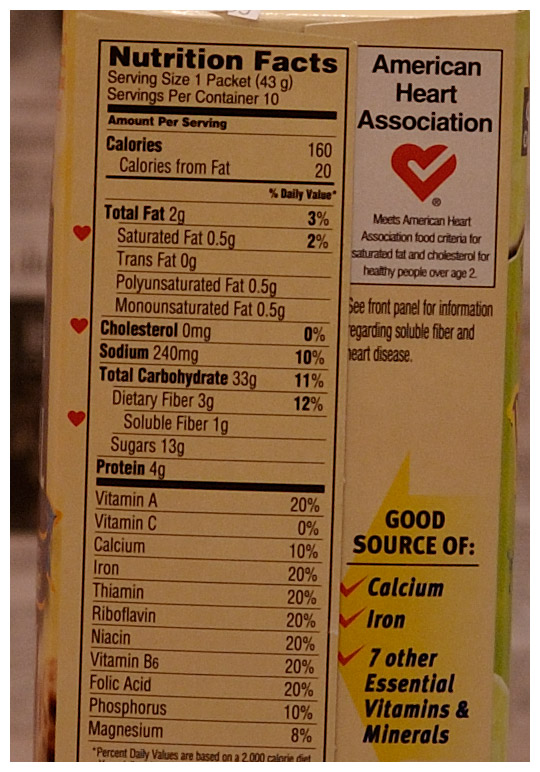 Nutrition Facts
Serving Size 1 Packet (43 g)
Servings Per Container 10
Amount Per Serving
Calories 160
Calories from Fat 20
% Daily Value*
Total Fat 2g 3%
Saturated Fat 0.5g 2%
Trans Fat 0g
Polyunsaturated Fat 0.5g
Monounsaturated Fat 0.5g
Cholesterol 0mg 0%
Sodium 240mg 10%
Total Carbohydrate 33g 11%
Dietary Fiber 3g 12%
Soluble Fiber 1g
Sugars 13g
Protein 4g
Vitamin A 20%
Vitamin C 0%
Calcium 10%
Iron 20%
Thiamin 20%
Riboflavin 20%
Niacin 20%
Vitamin B6 20%
Folic Acid 20%
Phosphorus 10%
Magnesium 8%
*Percent Daily Values are based on a 2,000 calorie diet
American
Heart
Association
®
Meets American Heart
Association food criteria for
saturated fat and cholesterol for
healthy people over age 2.
See front panel for information
regarding soluble fiber and
heart disease.
GOOD
SOURCE OF:
Calcium
Iron
7 other
Essential
Vitamins &
Minerals